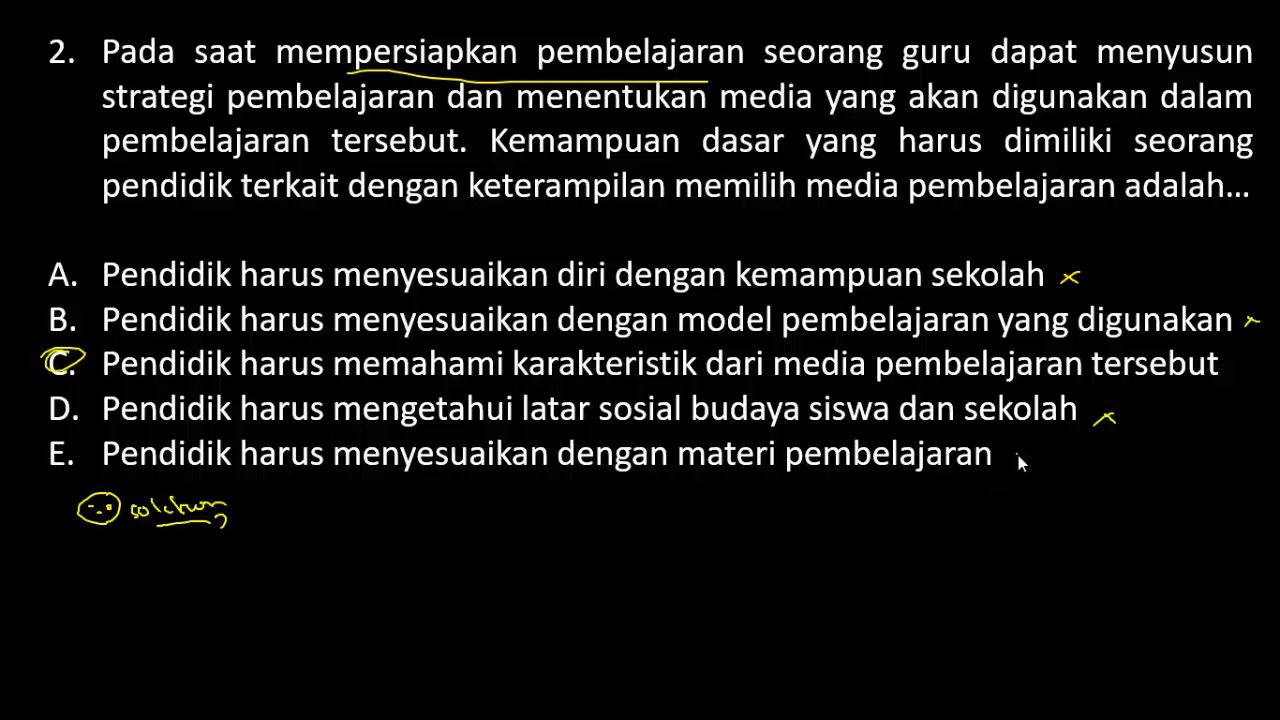 2. Pada saat mempersiapkan pembelajaran seorang guru dapat menyusun
strategi pembelajaran dan menentukan media yang akan digunakan dalam
pembelajaran tersebut. Kemampuan dasar yang harus dimiliki seorang
pendidik terkait dengan keterampilan memilih media pembelajaran adalah...
A. Pendidik harus menyesuaikan diri dengan kemampuan sekolah
B. Pendidik harus menyesuaikan dengan model pembelajaran yang digunakan
C. Pendidik harus memahami karakteristik dari media pembelajaran tersebut
D. Pendidik harus mengetahui latar sosial budaya siswa dan sekolah
E. Pendidik harus menyesuaikan dengan materi pembelajaran